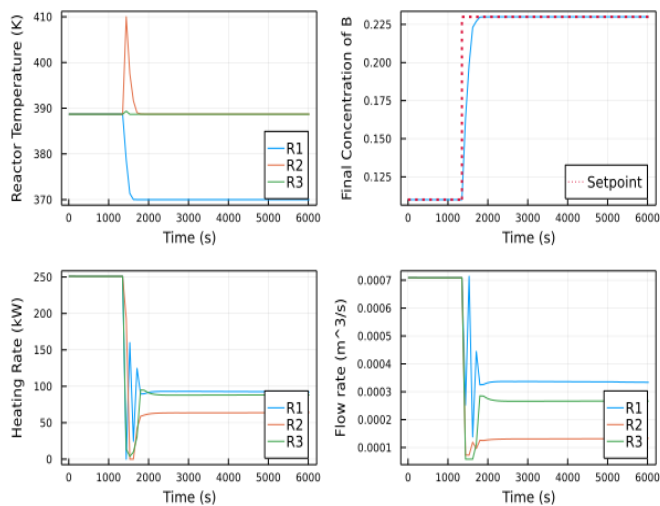 Reactor Temperature (K)
410
400
390
380
370
0 1000 2000 3000 4000 5000 6000
Time (s)
R1
R2
R3
Final Concentration of B
0.225
0.200
0.175
0.150
0.125
0 1000 2000 3000 4000 5000 6000
Time (s)
Setpoint
Heating Rate (kW)
250
200
150
100
50
0
0 1000 2000 3000 4000 5000 6000
Time (s)
R1
R2
R3
Flow rate (m^3/s)
0.0007
0.0006
0.0005
0.0004
0.0003
0.0002
0.0001
0 1000 2000 3000 4000 5000 6000
Time (s)
R1
R2
R3